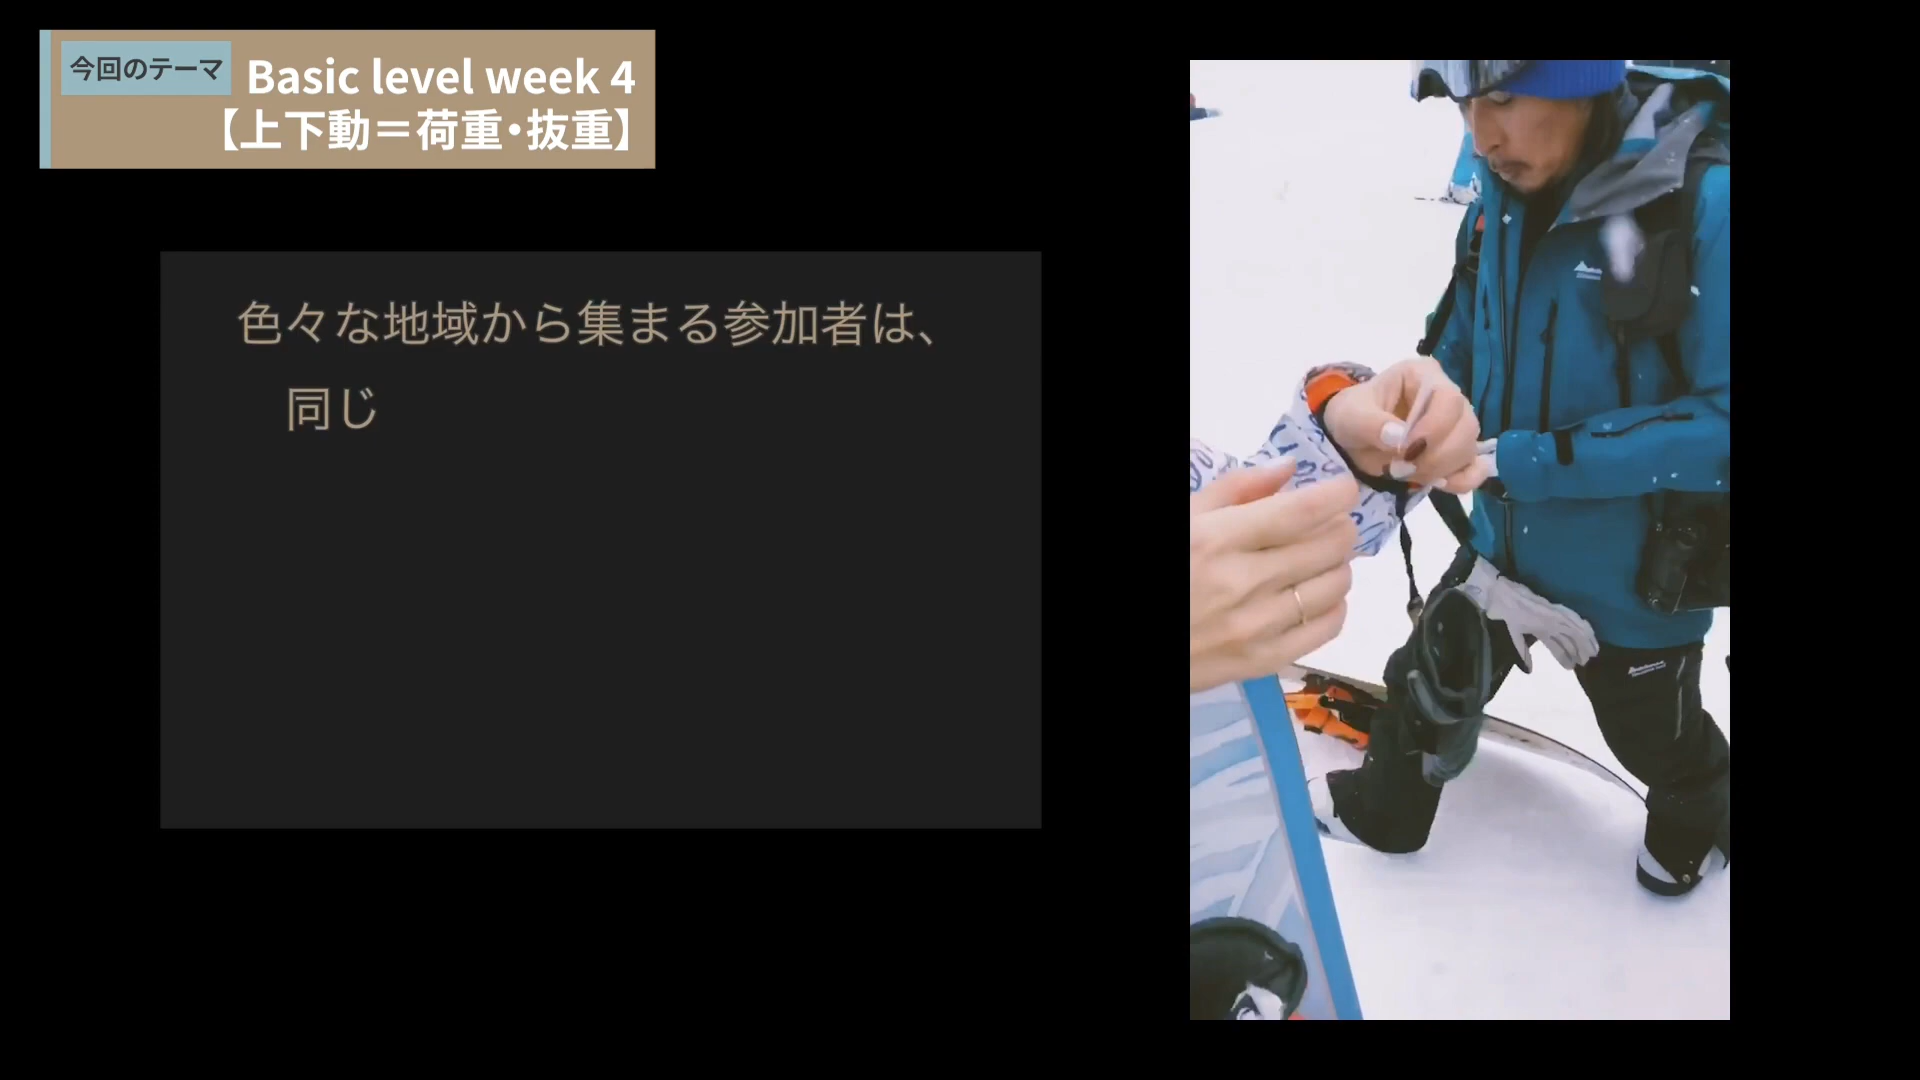 今回のテーマ
Basic level week 4
【上下動＝荷重・抜重】
色々な地域から集まる参加者は、
同じ